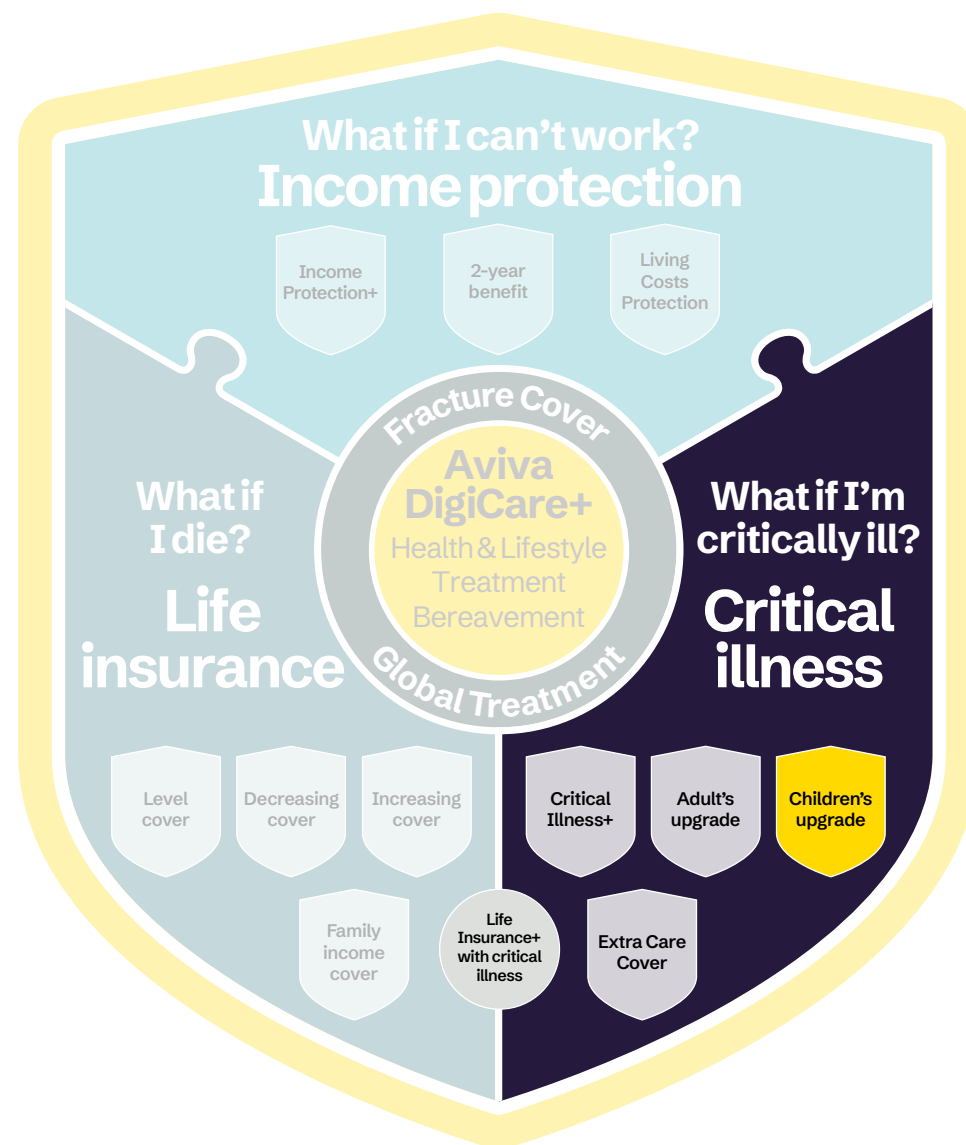 What if I can’t work?
Income protection
Income
Protection+
2-year
benefit
Living
Costs
Protection
Fracture Cover
Aviva
DigiCare+
Health & Lifestyle
Treatment
Bereavement
Global Treatment
What if
I die?
Life
insurance
What if I’m
critically ill?
Critical
illness
Level
cover
Decreasing
cover
Increasing
cover
Critical
Illness+
Adult’s
upgrade
Children’s
upgrade
Family
income
cover
Life
Insurance+
with critical
illness
Extra Care
Cover